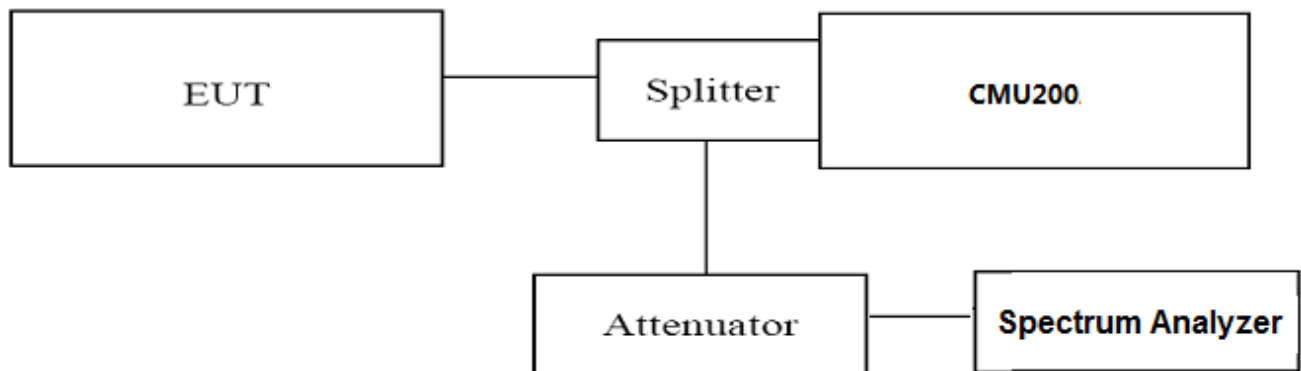 EUT
Splitter
CMU200
Attenuator
Spectrum Analyzer